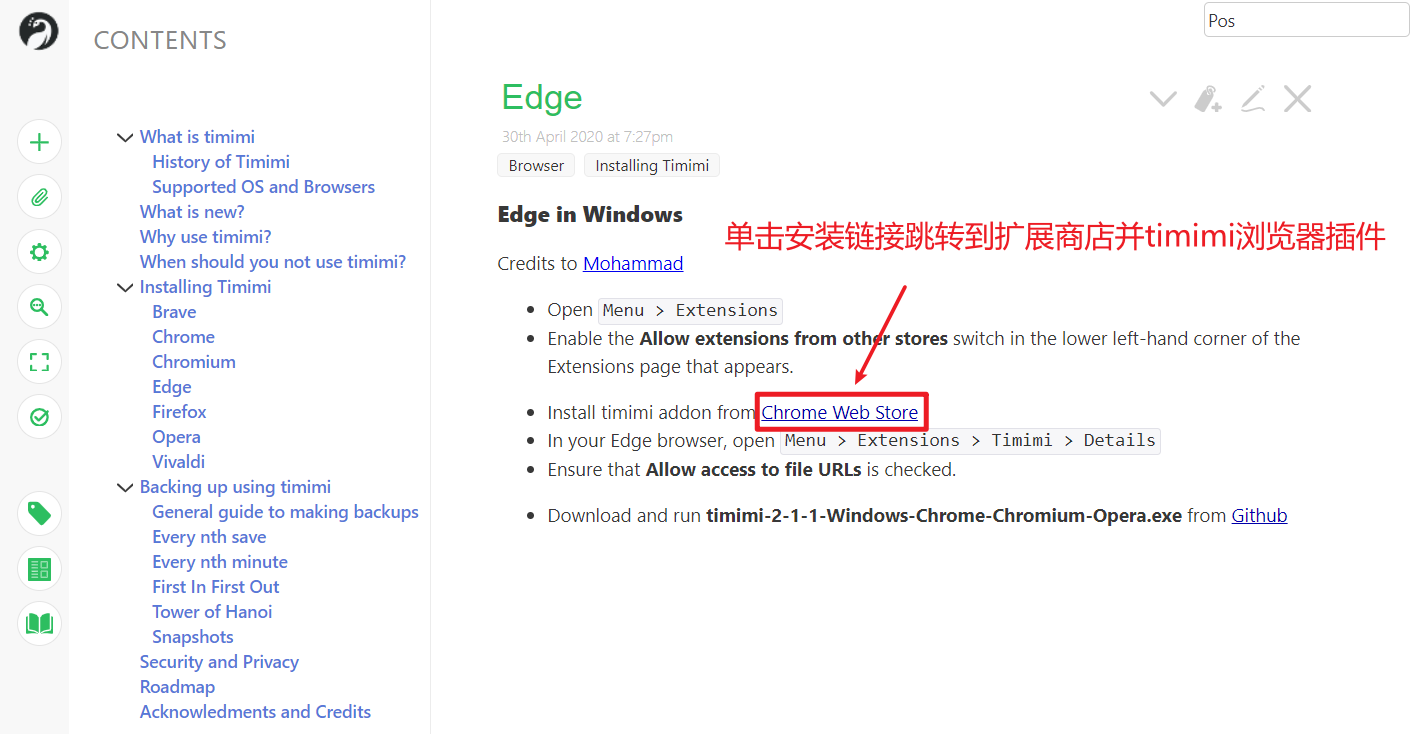 Pos
CONTENTS
What is timimi
History of Timimi
Supported OS and Browsers
What is new?
Why use timimi?
When should you not use timimi?
Installing Timimi
Brave
Chrome
Chromium
Edge
Firefox
Opera
Vivaldi
Backing up using timimi
General guide to making backups
Every nth save
Every nth minute
First In First Out
Tower of Hanoi
Snapshots
Security and Privacy
Roadmap
Acknowledments and Credits
Edge
30th April 2020 at 7:27pm
Browser Installing Timimi
Edge in Windows
单击安装链接跳转到扩展商店并timimi浏览器插件
Credits to Mohammad
Open Menu > Extensions
Enable the Allow extensions from other stores switch in the lower left-hand corner of the
Extensions page that appears.
Install timimi addon from Chrome Web Store
In your Edge browser, open Menu > Extensions > Timimi > Details
Ensure that Allow access to file URLs is checked.
Download and run timimi-2-1-1-Windows-Chrome-Chromium-Opera.exe from Github